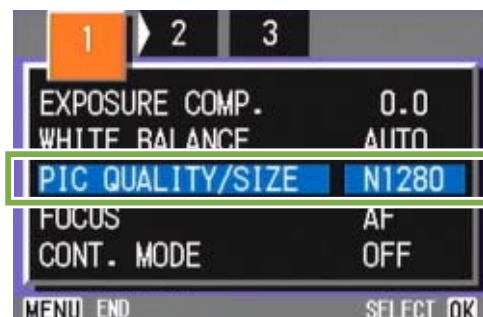 1 2 3
EXPOSURE COMP. 0.0
WHITE BALANCE AUTO
PIC QUALITY/SIZE N1280
FOCUS AF
CONT. MODE OFF
MENU END SELECT OK